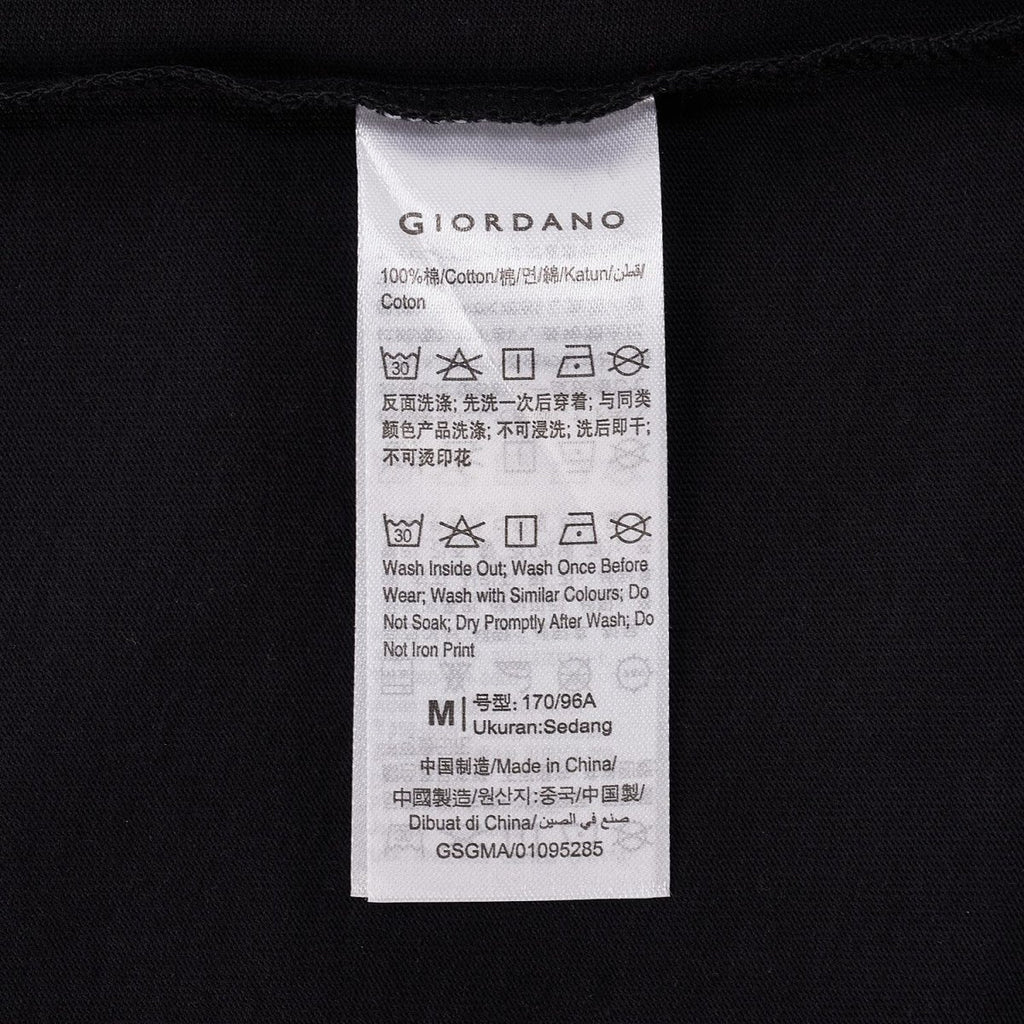 GIORDANO
100%棉/Cotton/棉/면/綿/Katun/قطن/
Coton
30
反面洗涤; 先洗一次后穿着; 与同类
颜色产品洗涤; 不可浸洗; 洗后即干;
不可烫印花
30
Wash Inside Out; Wash Once Before
Wear; Wash with Similar Colours; Do
Not Soak; Dry Promptly After Wash; Do
Not Iron Print
M 号型: 170/96A
Ukuran:Sedang
中国制造/Made in China/
中國製造/원산지:중국/中国製/
Dibuat di China/صنع في الصين
GSGMA/01095285